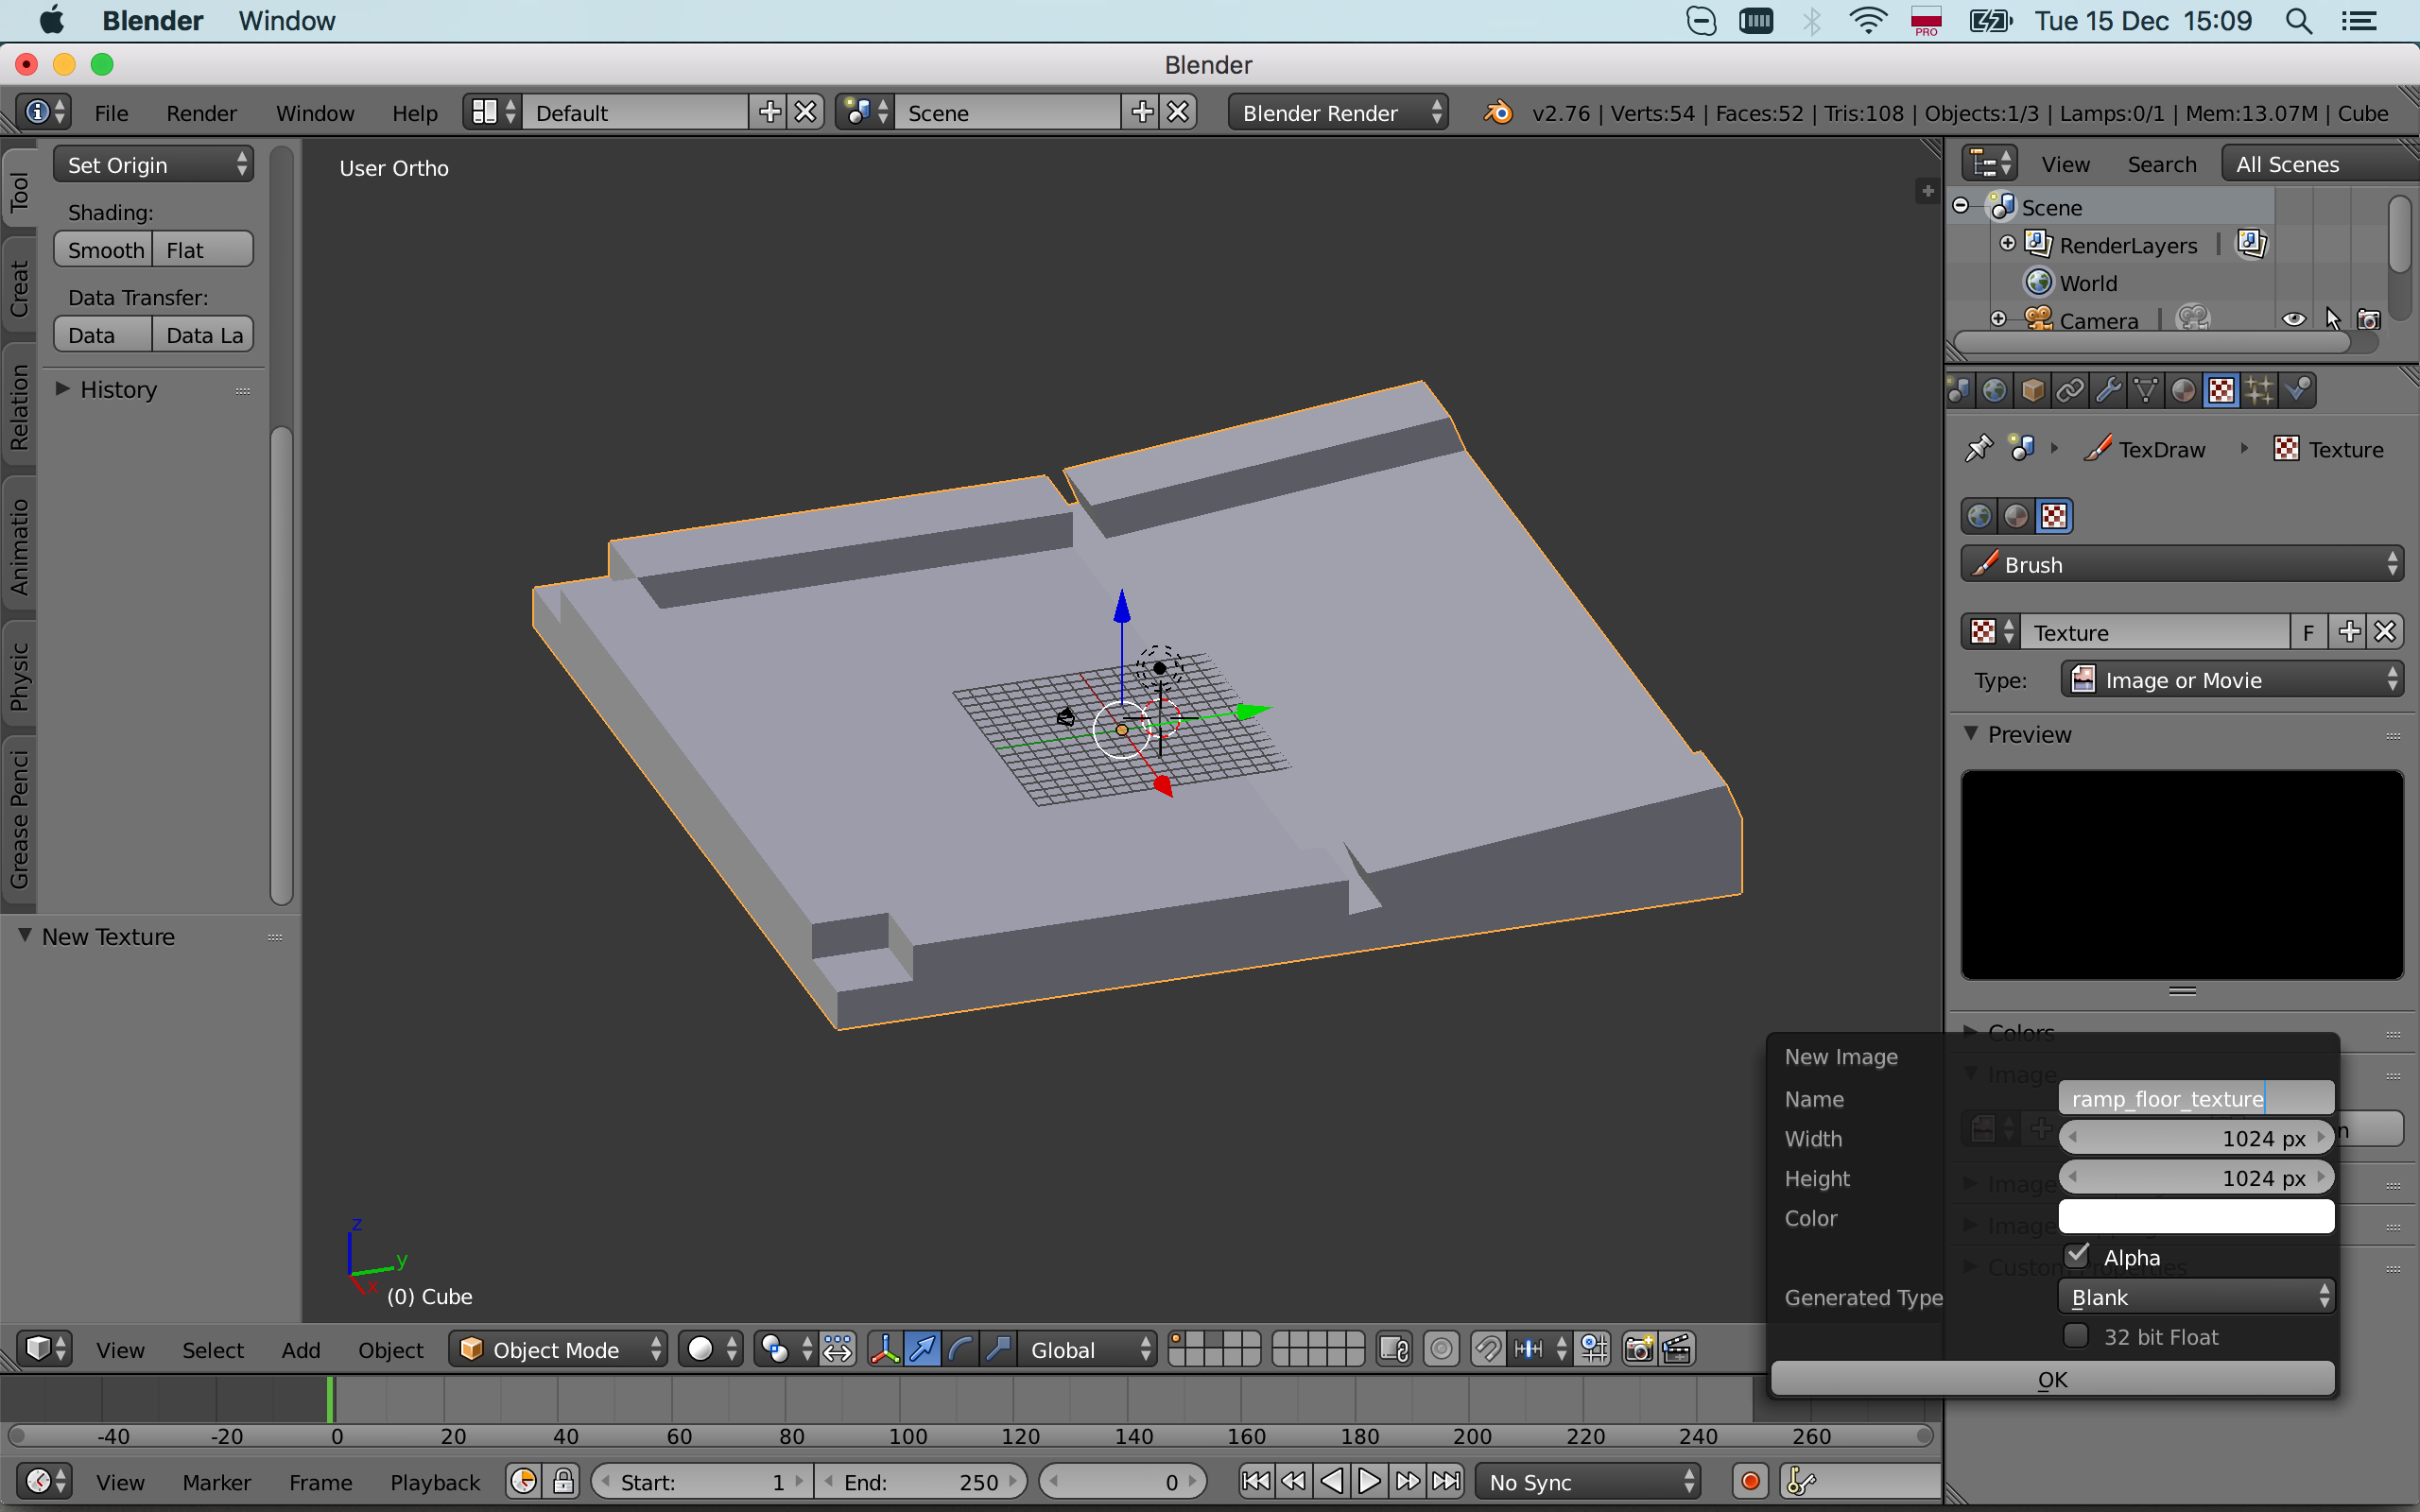 Blender Window PRO Tue 15 Dec 15:09
Blender
File Render Window Help Default Scene Blender Render v2.76 | Verts:54 | Faces:52 | Tris:108 | Objects:1/3 | Lamps:0/1 | Mem:13.07M | Cube
Tool
Creat
Relation
Animatio
Physic
Grease Penci
Set Origin
Shading:
Smooth Flat
Data Transfer:
Data Data La
History
New Texture
User Ortho
z
y
x
(0) Cube
View Search All Scenes
Scene
RenderLayers
World
Camera
TexDraw Texture
Brush
Texture F
Type: Image or Movie
Preview
Colors
Image
Image
Image
Custom Properties
New Image
Name ramp_floor_texture
Width 1024 px
Height 1024 px
Color
Alpha
Generated Type Blank
32 bit Float
OK
View Select Add Object Object Mode Global
-40 -20 0 20 40 60 80 100 120 140 160 180 200 220 240 260
View Marker Frame Playback Start: 1 End: 250 0 No Sync